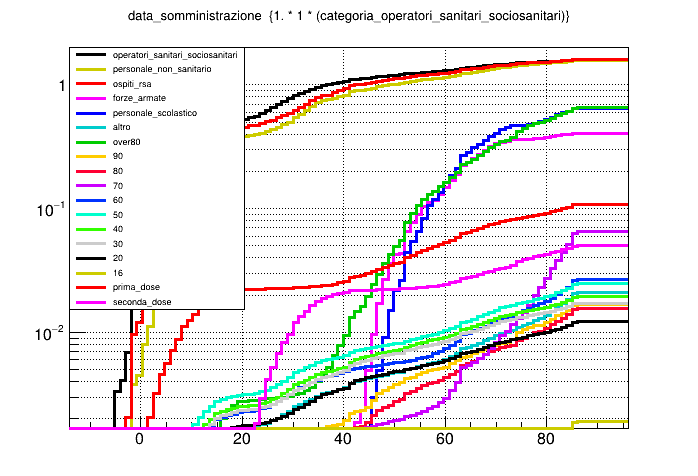 data_somministrazione {1. * 1 * (categoria_operatori_sanitari_sociosanitari)}
operatori_sanitari_sociosanitari
personale_non_sanitario
ospiti_rsa
forze_armate
personale_scolastico
altro
over80
90
80
70
60
50
40
30
20
16
prima_dose
seconda_dose
1
10⁻¹
10⁻²
0 20 40 60 80